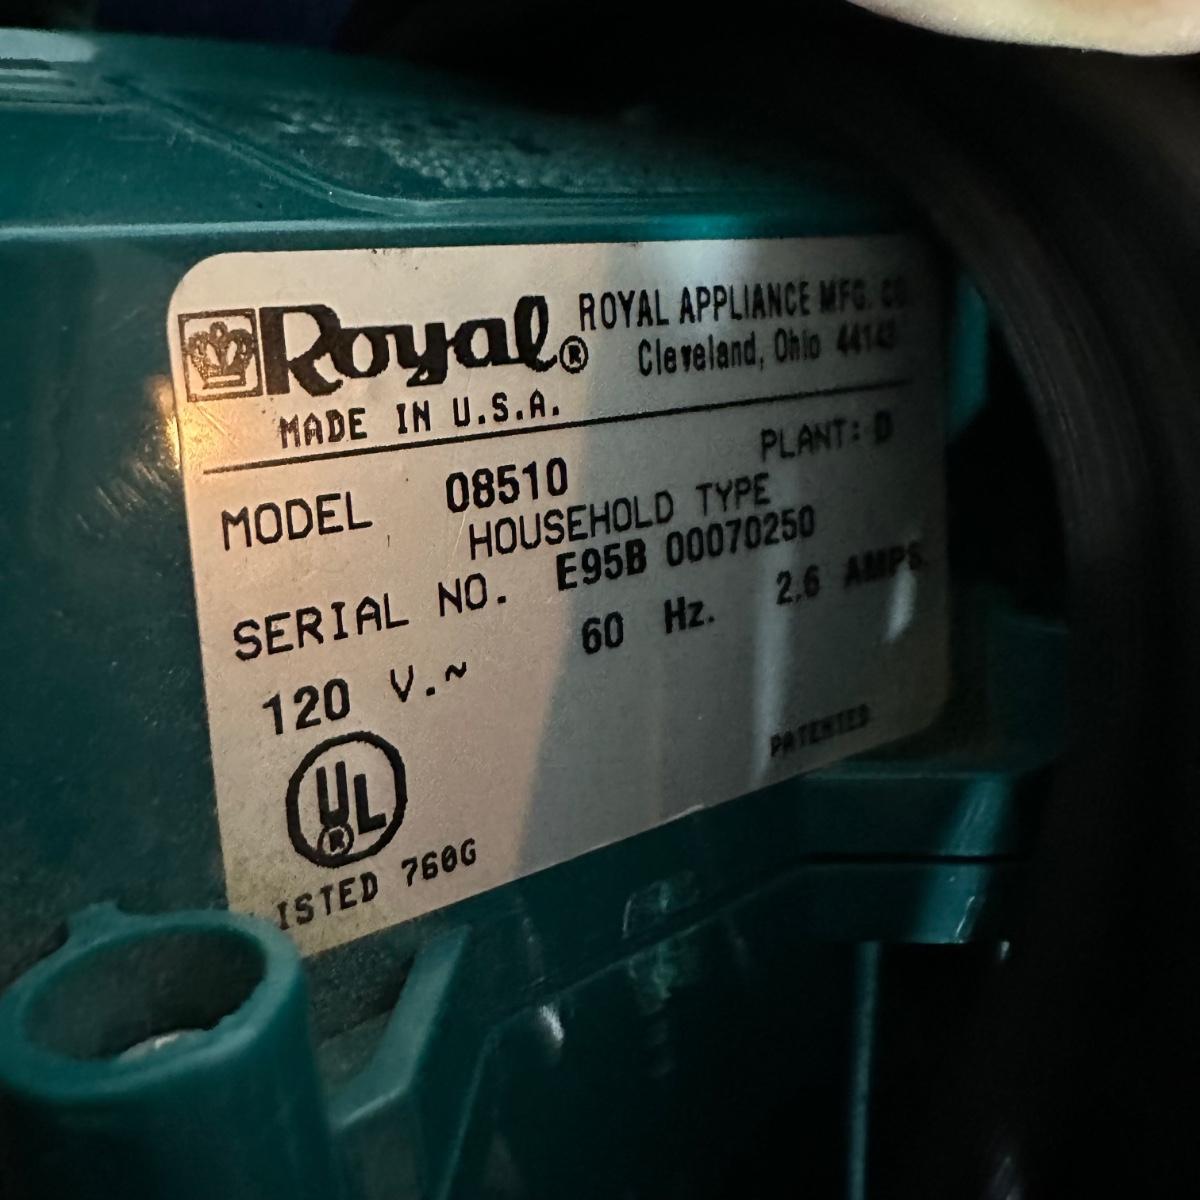 Royal® ROYAL APPLIANCE MFG. CO.
Cleveland, Ohio
MADE IN U.S.A.
PLANT: D
MODEL 08510
HOUSEHOLD TYPE
SERIAL NO. E95B 00070250
120 V.~ 60 Hz. 2.6 AMPS.
PATENTED
UL®
ISTED 760G